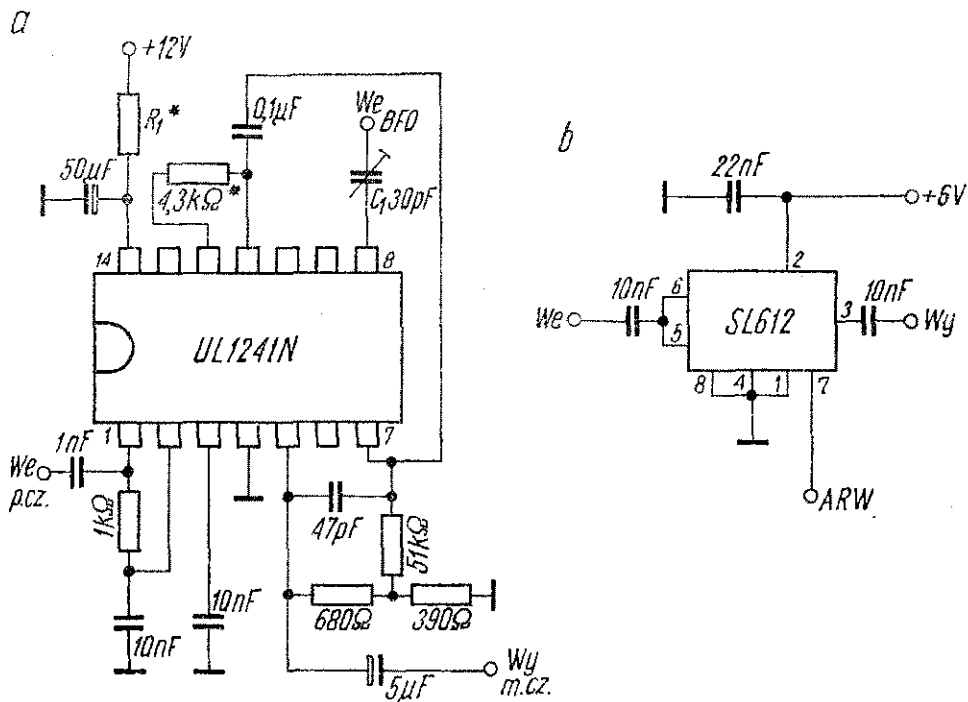 a
+12V
R₁*
50μF
4,3kΩ*
0,1μF
We
BFO
C₁ 30pF
14
8
UL1241N
1
7
1nF
We
p.cz.
1kΩ
10nF
10nF
47pF
51kΩ
680Ω
390Ω
5μF
Wy
m.cz.
b
22nF
+6V
2
10nF
We
6
5
SL612
3
10nF
Wy
8
4
1
7
ARW